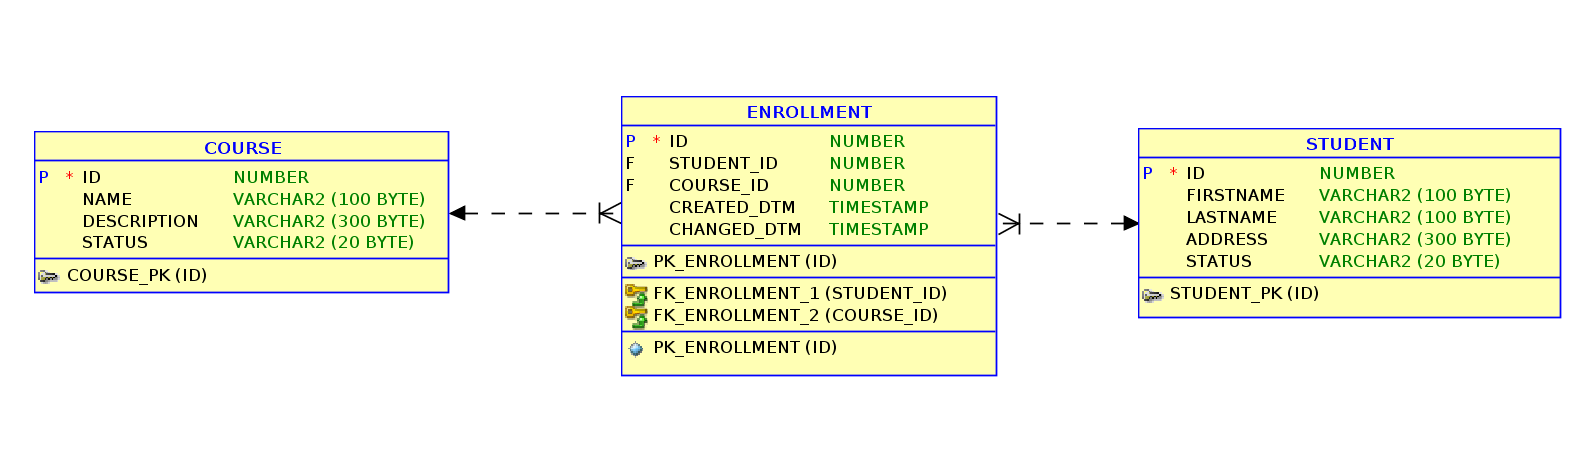 COURSE
P * ID NUMBER
NAME VARCHAR2 (100 BYTE)
DESCRIPTION VARCHAR2 (300 BYTE)
STATUS VARCHAR2 (20 BYTE)
COURSE_PK (ID)
ENROLLMENT
P * ID NUMBER
F STUDENT_ID NUMBER
F COURSE_ID NUMBER
CREATED_DTM TIMESTAMP
CHANGED_DTM TIMESTAMP
PK_ENROLLMENT (ID)
FK_ENROLLMENT_1 (STUDENT_ID)
FK_ENROLLMENT_2 (COURSE_ID)
PK_ENROLLMENT (ID)
STUDENT
P * ID NUMBER
FIRSTNAME VARCHAR2 (100 BYTE)
LASTNAME VARCHAR2 (100 BYTE)
ADDRESS VARCHAR2 (300 BYTE)
STATUS VARCHAR2 (20 BYTE)
STUDENT_PK (ID)